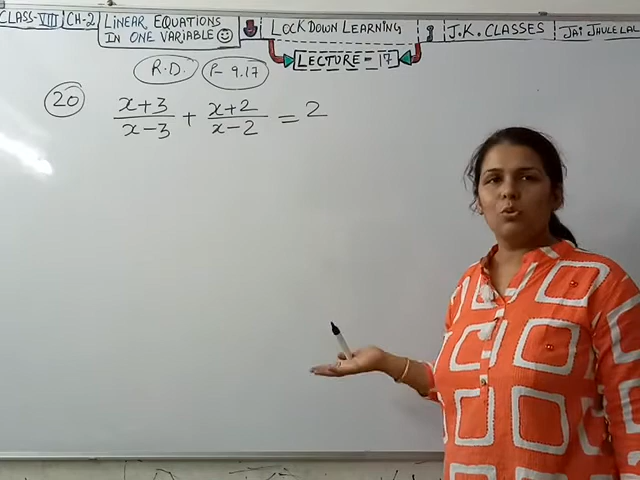 CLASS-VIII CH-2 LINEAR EQUATIONS IN ONE VARIABLE☺ LOCKDOWN LEARNING J.K. CLASSES JAI JHULELAL
LECTURE-17
R.D. P-9.17
20 x+3/x-3 + x+2/x-2 = 2